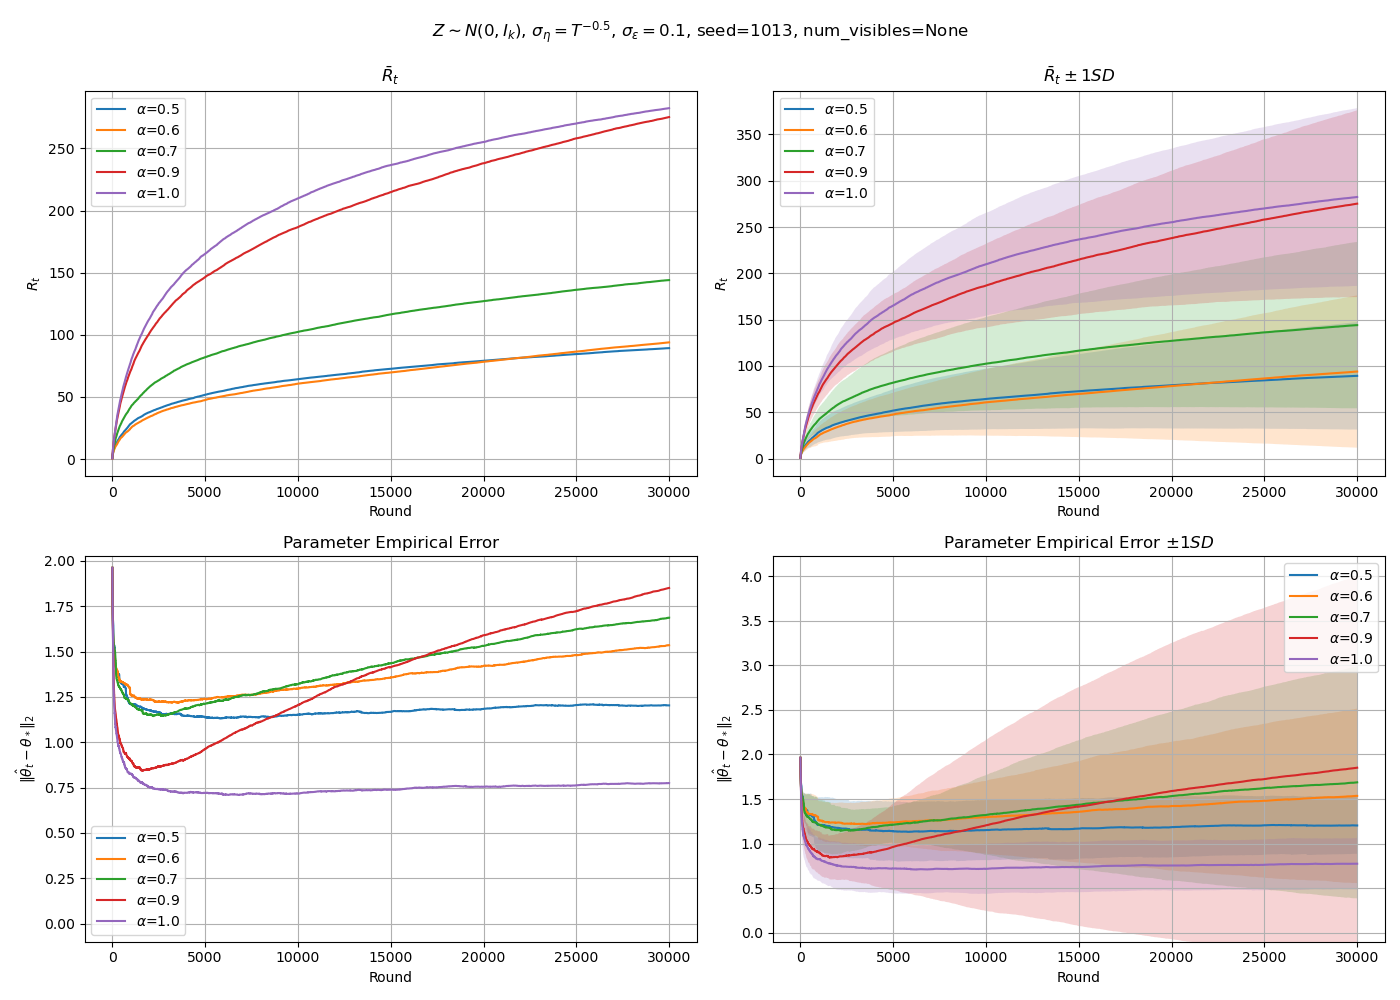 Z ~ N(0, I_k), σ_η = T^{-0.5}, σ_ε = 0.1, seed=1013, num_visibles=None
R̄_t
R_t
250
200
150
100
50
0
α=0.5
α=0.6
α=0.7
α=0.9
α=1.0
0 5000 10000 15000 20000 25000 30000
Round
R̄_t ± 1SD
R_t
350
300
250
200
150
100
50
0
α=0.5
α=0.6
α=0.7
α=0.9
α=1.0
0 5000 10000 15000 20000 25000 30000
Round
Parameter Empirical Error
‖θ̂_t − θ_*‖_2
2.00
1.75
1.50
1.25
1.00
0.75
0.50
0.25
0.00
α=0.5
α=0.6
α=0.7
α=0.9
α=1.0
0 5000 10000 15000 20000 25000 30000
Round
Parameter Empirical Error ±1SD
‖θ̂_t − θ_*‖_2
4.0
3.5
3.0
2.5
2.0
1.5
1.0
0.5
0.0
α=0.5
α=0.6
α=0.7
α=0.9
α=1.0
0 5000 10000 15000 20000 25000 30000
Round